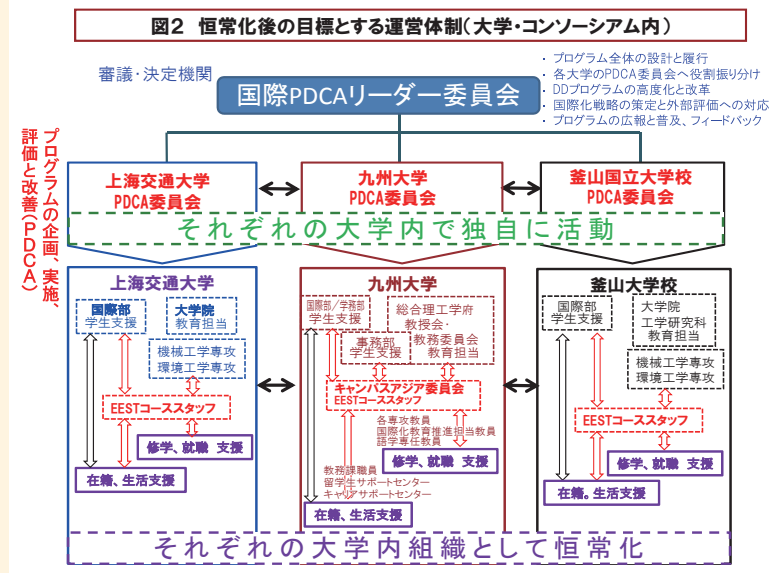 図2 恒常化後の目標とする運営体制(大学・コンソーシアム内)
審議・決定機関
国際PDCAリーダー委員会
・ プログラム全体の設計と履行
・ 各大学のPDCA委員会へ役割振り分け
・ DDプログラムの高度化と改革
・ 国際化戦略の策定と外部評価への対応
・ プログラムの広報と普及、フィードバック
プログラムの企画、実施、
評価と改善(PDCA)
上海交通大学
PDCA委員会
九州大学
PDCA委員会
釜山国立大学校
PDCA委員会
それぞれの大学内で独自に活動
上海交通大学
国際部
学生支援
大学院
教育担当
機械工学専攻
環境工学専攻
EESTコーススタッフ
修学、就職 支援
在籍、生活支援
九州大学
国際部/学務部
学生支援
総合理工学府
教授会・
教務委員会
教育担当
事務部
学生支援
キャンパスアジア委員会
EESTコーススタッフ
各専攻教員
国際化教育推進担当教員
語学専任教員
修学、就職 支援
教務課職員
留学生サポートセンター
キャリアサポートセンター
在籍、生活支援
釜山大学校
国際部
学生支援
大学院
工学研究科
教育担当
機械工学専攻
環境工学専攻
EESTコーススタッフ
修学、就職 支援
在籍。生活支援
それぞれの大学内組織として恒常化